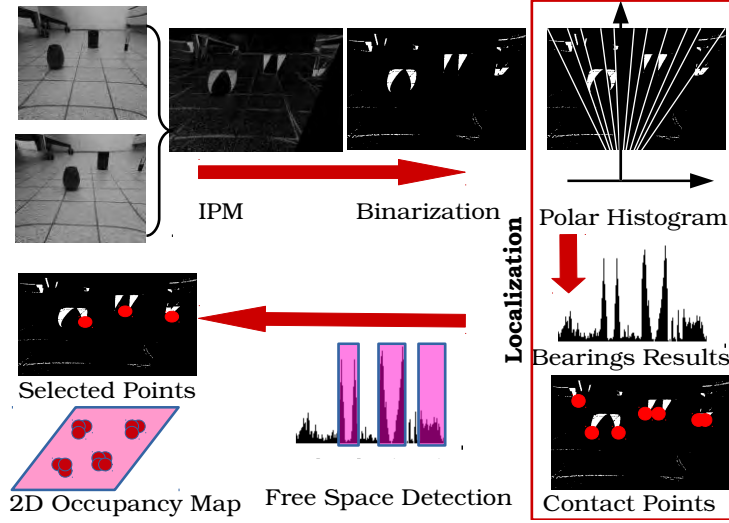 IPM
Binarization
Polar Histogram
Localization
Bearings Results
Selected Points
2D Occupancy Map
Free Space Detection
Contact Points